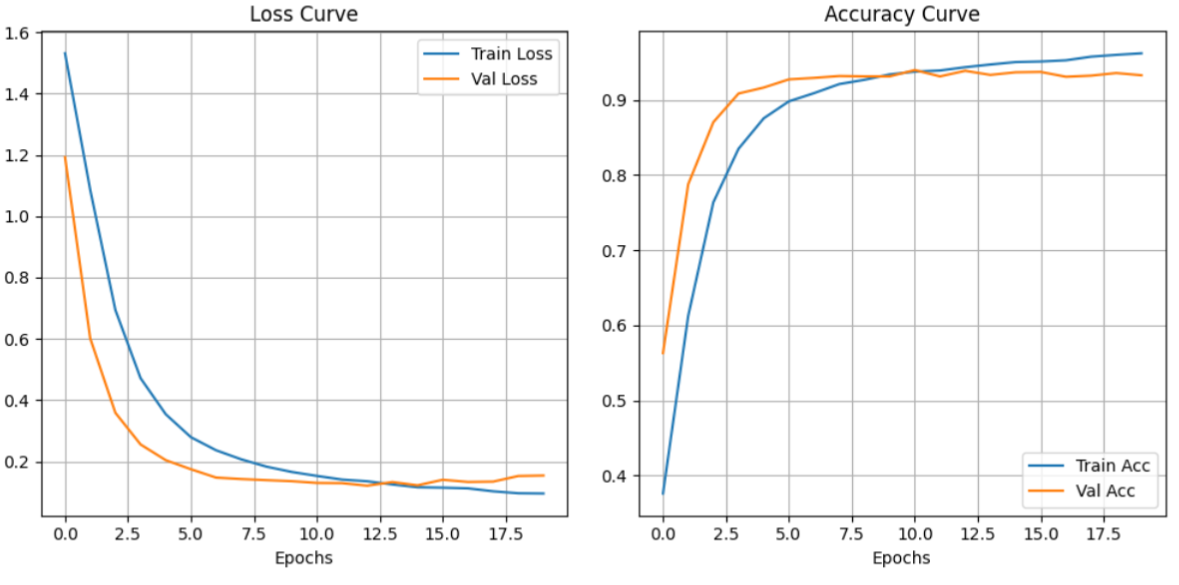 Loss Curve
1.6
1.4
1.2
1.0
0.8
0.6
0.4
0.2
0.0 2.5 5.0 7.5 10.0 12.5 15.0 17.5
Epochs
Train Loss
Val Loss
Accuracy Curve
0.9
0.8
0.7
0.6
0.5
0.4
0.0 2.5 5.0 7.5 10.0 12.5 15.0 17.5
Epochs
Train Acc
Val Acc